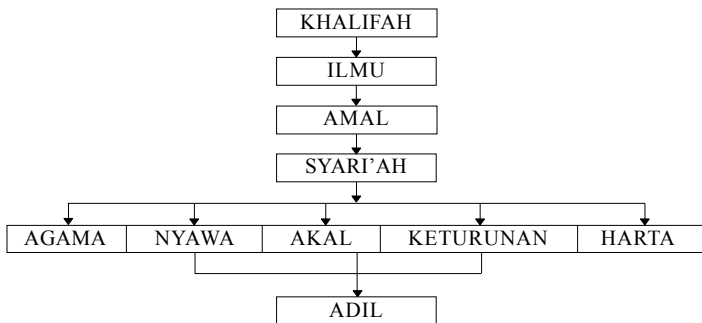 KHALIFAH
ILMU
AMAL
SYARI'AH
AGAMA NYAWA AKAL KETURUNAN HARTA
ADIL